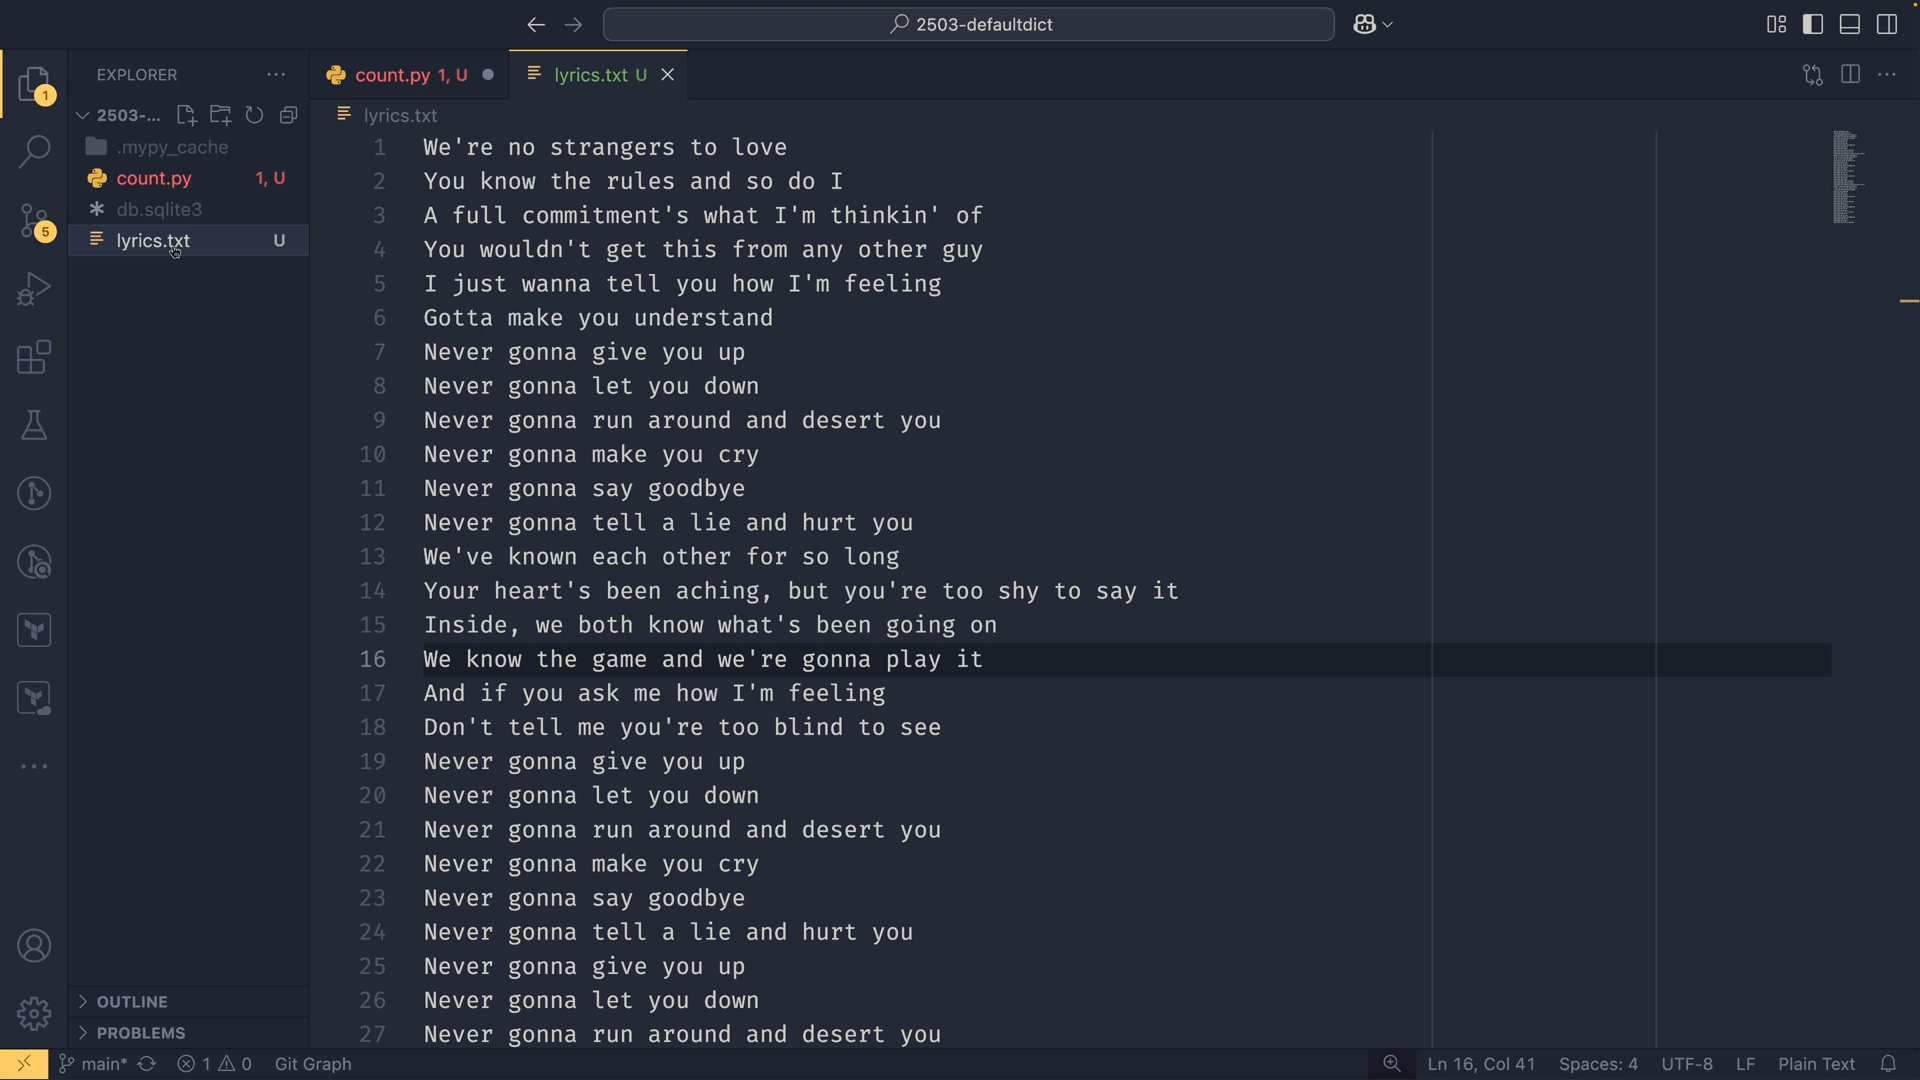 2503-defaultdict
EXPLORER
count.py 1, U
lyrics.txt U
2503-...
lyrics.txt
.mypy_cache
count.py 1, U
db.sqlite3
lyrics.txt U
1
5
1 We're no strangers to love
2 You know the rules and so do I
3 A full commitment's what I'm thinkin' of
4 You wouldn't get this from any other guy
5 I just wanna tell you how I'm feeling
6 Gotta make you understand
7 Never gonna give you up
8 Never gonna let you down
9 Never gonna run around and desert you
10 Never gonna make you cry
11 Never gonna say goodbye
12 Never gonna tell a lie and hurt you
13 We've known each other for so long
14 Your heart's been aching, but you're too shy to say it
15 Inside, we both know what's been going on
16 We know the game and we're gonna play it
17 And if you ask me how I'm feeling
18 Don't tell me you're too blind to see
19 Never gonna give you up
20 Never gonna let you down
21 Never gonna run around and desert you
22 Never gonna make you cry
23 Never gonna say goodbye
24 Never gonna tell a lie and hurt you
25 Never gonna give you up
26 Never gonna let you down
27 Never gonna run around and desert you
OUTLINE
PROBLEMS
main* 1 0 Git Graph
Ln 16, Col 41 Spaces: 4 UTF-8 LF Plain Text